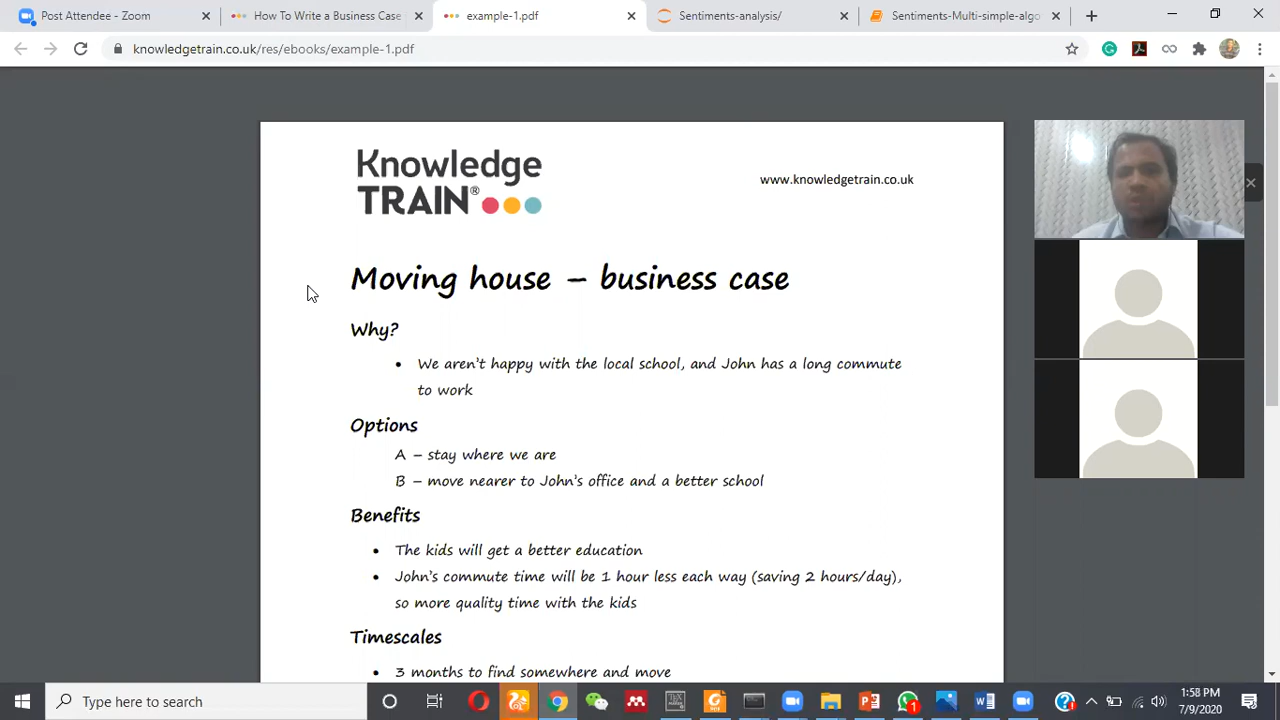 Post Attendee - Zoom
How To Write a Business Case
example-1.pdf
Sentiments-analysis/
Sentiments-Multi-simple-algo
knowledgetrain.co.uk/res/ebooks/example-1.pdf
Knowledge
TRAIN®
www.knowledgetrain.co.uk
Moving house – business case
Why?
• We aren't happy with the local school, and John has a long commute
to work
Options
A – stay where we are
B – move nearer to John's office and a better school
Benefits
• The kids will get a better education
• John's commute time will be 1 hour less each way (saving 2 hours/day),
so more quality time with the kids
Timescales
• 3 months to find somewhere and move
Type here to search
1
1:58 PM
7/9/2020